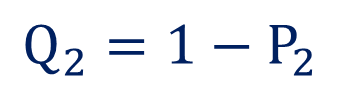 Q₂ = 1 − P₂